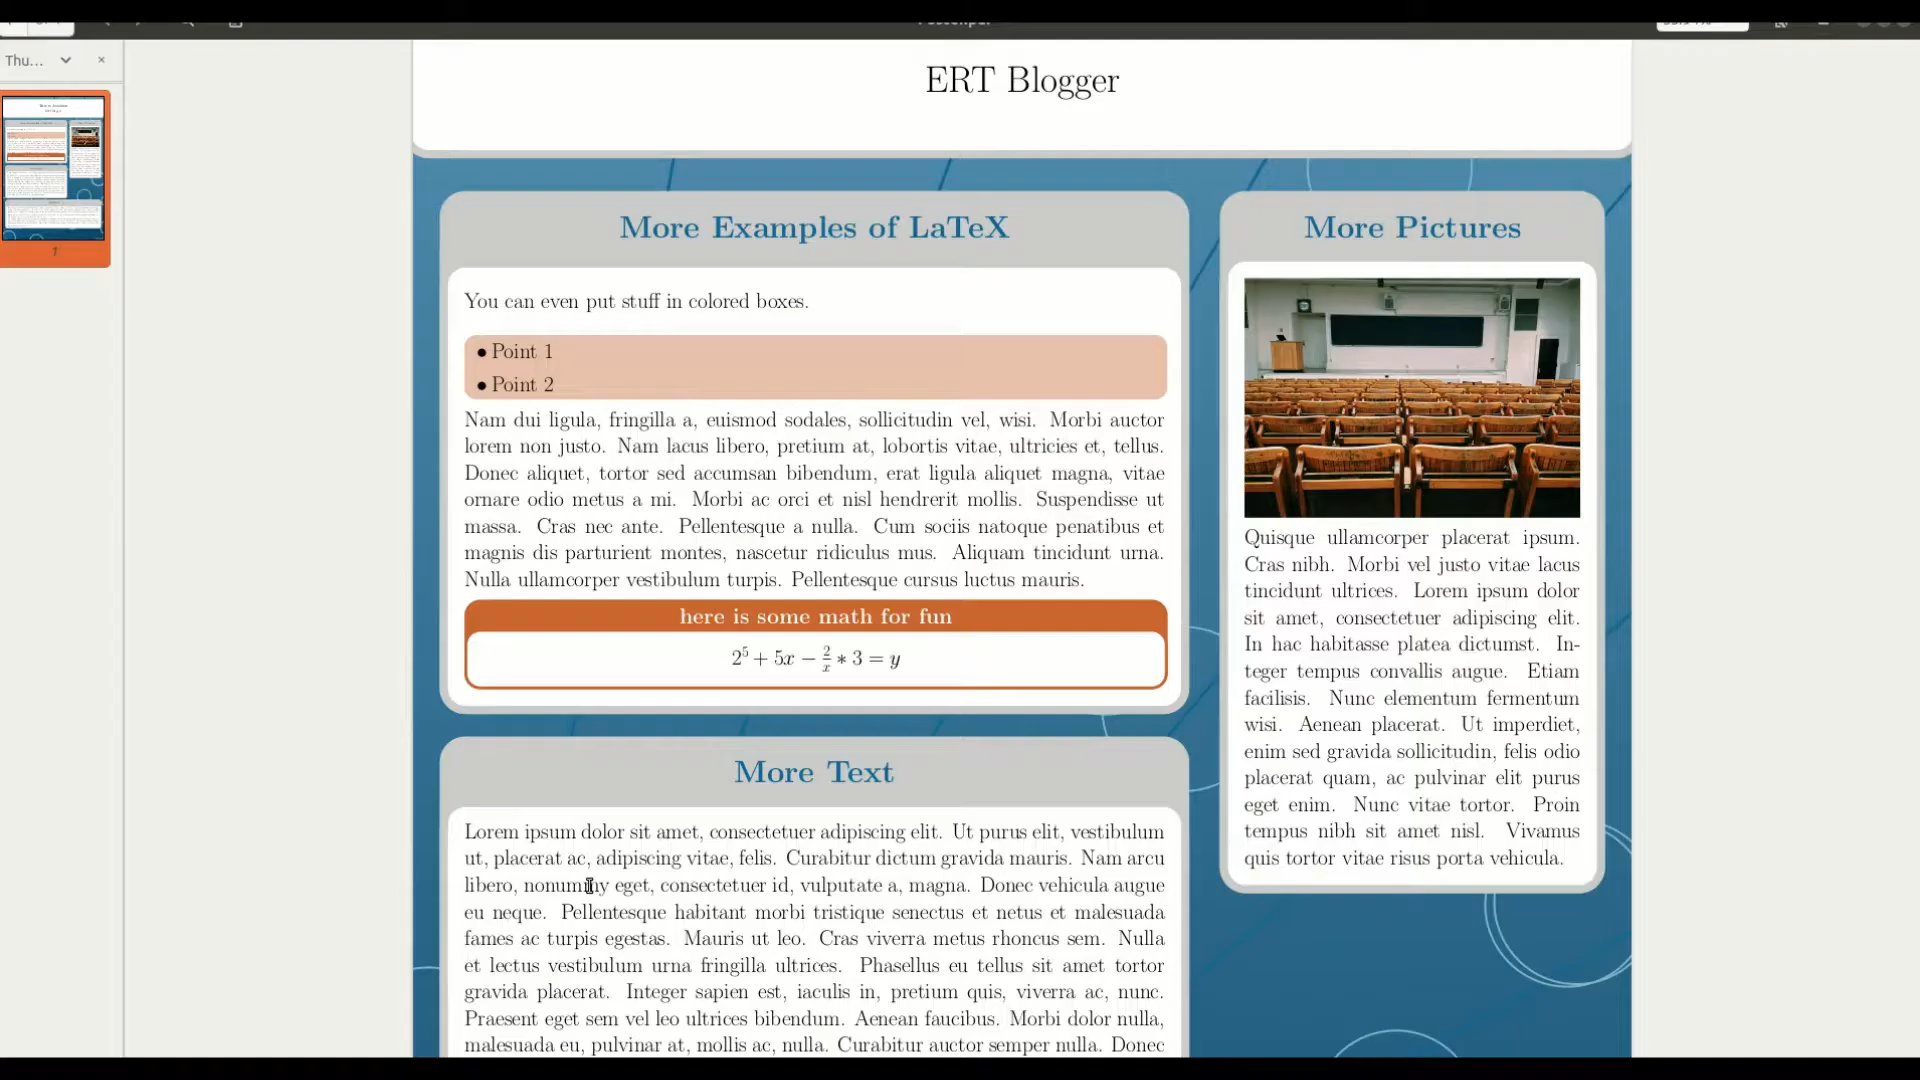 Thu...
1
ERT Blogger
More Examples of LaTeX
You can even put stuff in colored boxes.
● Point 1
● Point 2
Nam dui ligula, fringilla a, euismod sodales, sollicitudin vel, wisi. Morbi auctor
lorem non justo. Nam lacus libero, pretium at, lobortis vitae, ultricies et, tellus.
Donec aliquet, tortor sed accumsan bibendum, erat ligula aliquet magna, vitae
ornare odio metus a mi. Morbi ac orci et nisl hendrerit mollis. Suspendisse ut
massa. Cras nec ante. Pellentesque a nulla. Cum sociis natoque penatibus et
magnis dis parturient montes, nascetur ridiculus mus. Aliquam tincidunt urna.
Nulla ullamcorper vestibulum turpis. Pellentesque cursus luctus mauris.
here is some math for fun
2⁵ + 5x − 2/x * 3 = y
More Text
Lorem ipsum dolor sit amet, consectetuer adipiscing elit. Ut purus elit, vestibulum
ut, placerat ac, adipiscing vitae, felis. Curabitur dictum gravida mauris. Nam arcu
libero, nonummy eget, consectetuer id, vulputate a, magna. Donec vehicula augue
eu neque. Pellentesque habitant morbi tristique senectus et netus et malesuada
fames ac turpis egestas. Mauris ut leo. Cras viverra metus rhoncus sem. Nulla
et lectus vestibulum urna fringilla ultrices. Phasellus eu tellus sit amet tortor
gravida placerat. Integer sapien est, iaculis in, pretium quis, viverra ac, nunc.
Praesent eget sem vel leo ultrices bibendum. Aenean faucibus. Morbi dolor nulla,
malesuada eu, pulvinar at, mollis ac, nulla. Curabitur auctor semper nulla. Donec
More Pictures
Quisque ullamcorper placerat ipsum.
Cras nibh. Morbi vel justo vitae lacus
tincidunt ultrices. Lorem ipsum dolor
sit amet, consectetuer adipiscing elit.
In hac habitasse platea dictumst. In-
teger tempus convallis augue. Etiam
facilisis. Nunc elementum fermentum
wisi. Aenean placerat. Ut imperdiet,
enim sed gravida sollicitudin, felis odio
placerat quam, ac pulvinar elit purus
eget enim. Nunc vitae tortor. Proin
tempus nibh sit amet nisl. Vivamus
quis tortor vitae risus porta vehicula.